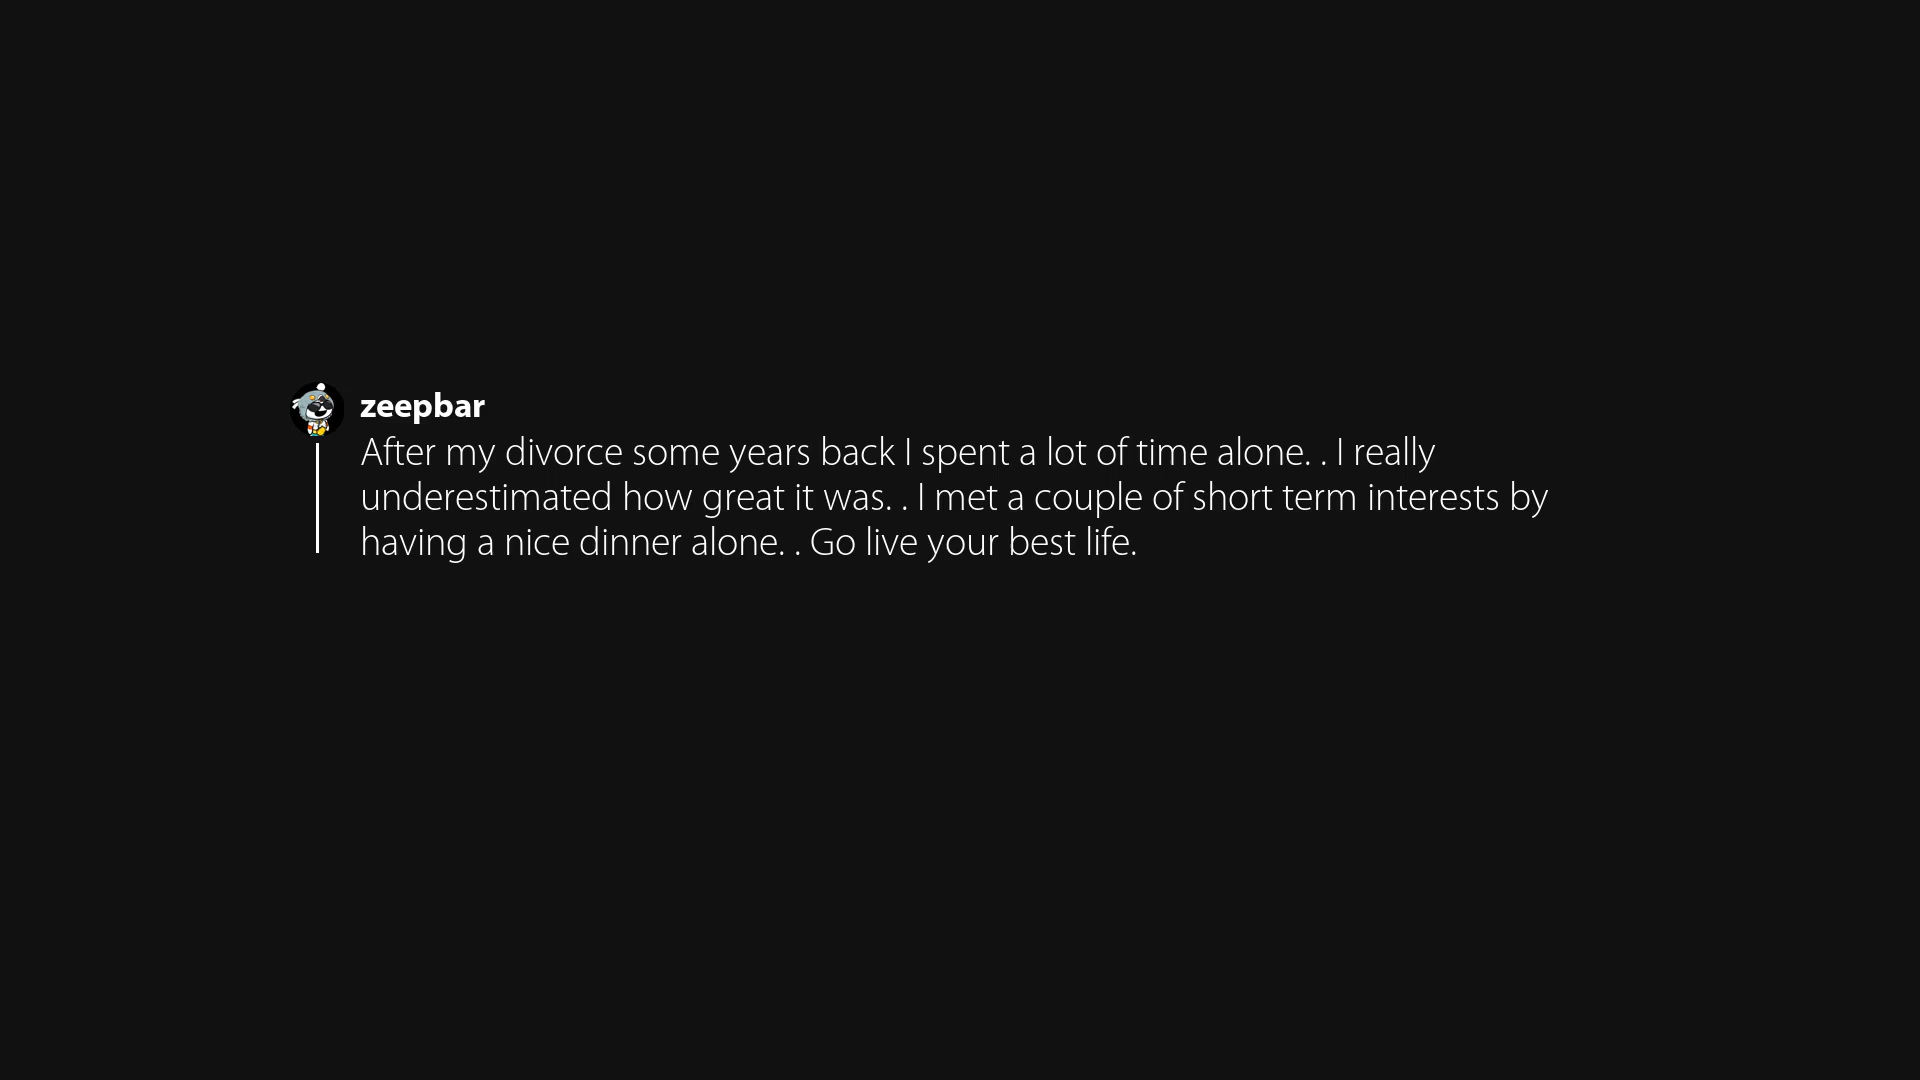 zeepbar
After my divorce some years back I spent a lot of time alone. . I really
underestimated how great it was. . I met a couple of short term interests by
having a nice dinner alone. . Go live your best life.